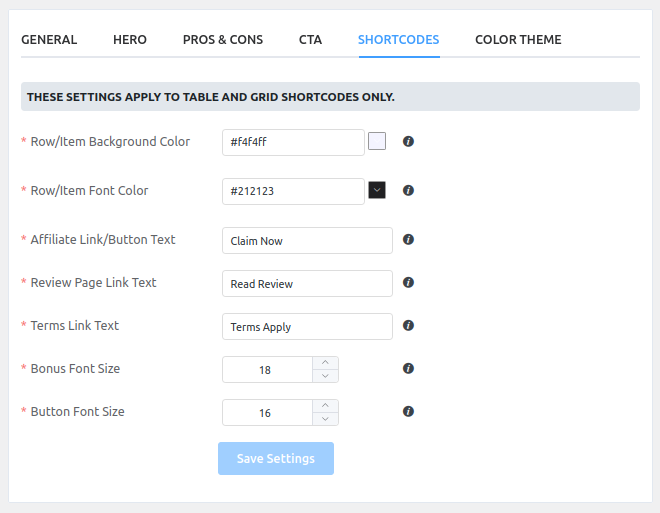 GENERAL HERO PROS & CONS CTA SHORTCODES COLOR THEME
THESE SETTINGS APPLY TO TABLE AND GRID SHORTCODES ONLY.
* Row/Item Background Color #f4f4ff i
* Row/Item Font Color #212123 i
* Affiliate Link/Button Text Claim Now i
* Review Page Link Text Read Review i
* Terms Link Text Terms Apply i
* Bonus Font Size 18 i
* Button Font Size 16 i
Save Settings